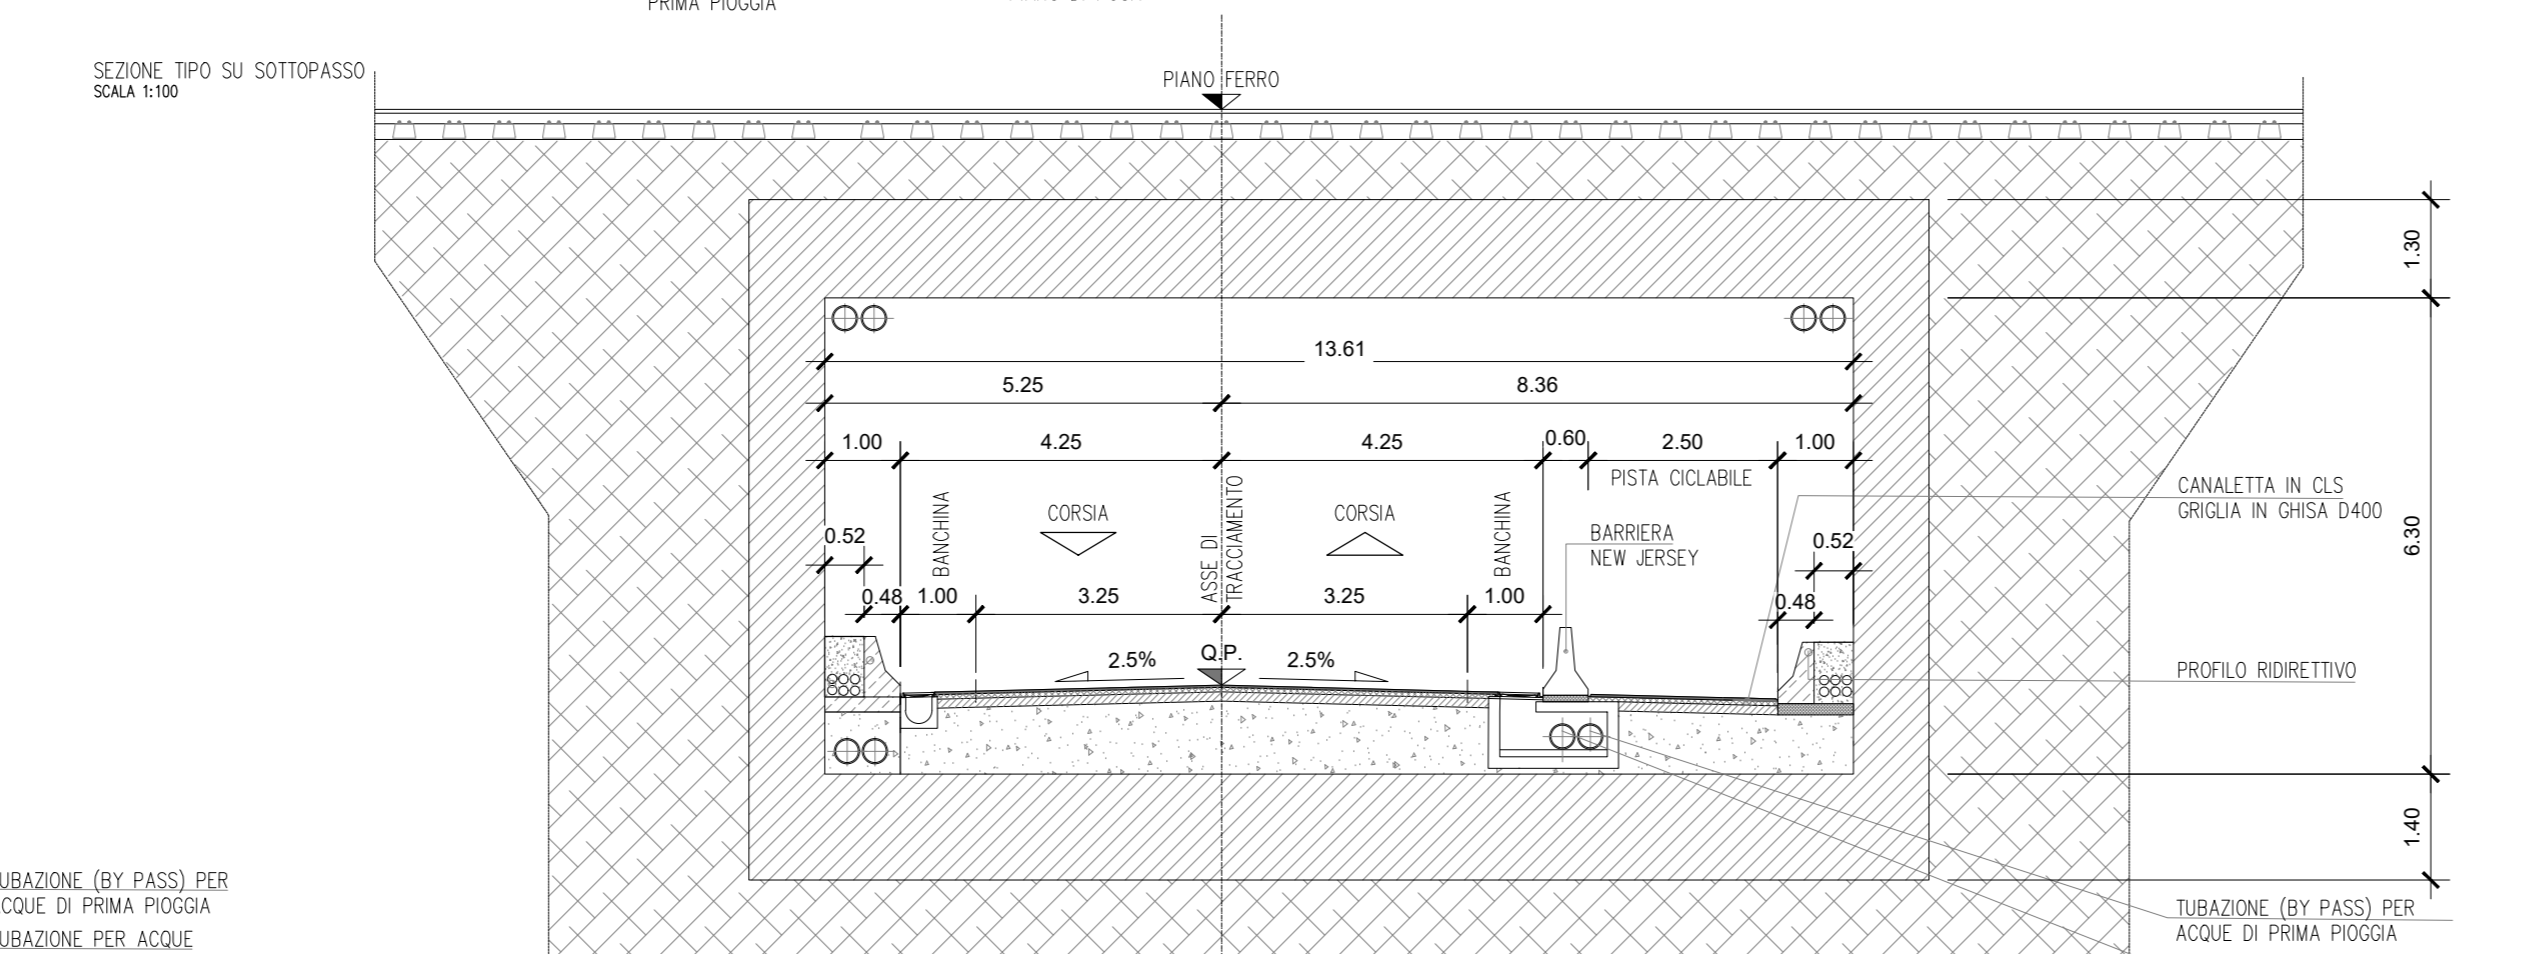 PRIMA PIOGGIA
SEZIONE TIPO SU SOTTOPASSO
SCALA 1:100
PIANO FERRO
1.30
13.61
5.25
8.36
1.00
4.25
4.25
0.60
2.50
1.00
PISTA CICLABILE
BANCHINA
CORSIA
ASSE DI
TRACCIAMENTO
CORSIA
BANCHINA
BARRIERA
NEW JERSEY
CANALETTA IN CLS
GRIGLIA IN GHISA D400
6.30
0.52
0.52
0.48
1.00
3.25
3.25
1.00
0.48
2.5%
Q.P.
2.5%
PROFILO RIDIRETTIVO
1.40
UBAZIONE (BY PASS) PER
CQUE DI PRIMA PIOGGIA
UBAZIONE PER ACQUE
TUBAZIONE (BY PASS) PER
ACQUE DI PRIMA PIOGGIA